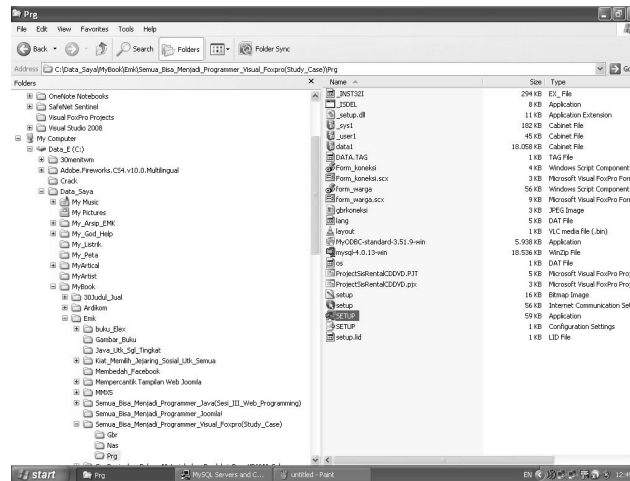 Prg
File Edit View Favorites Tools Help
Back Search Folders Folder Sync
Address C:\Data_Saya\MyBook\Emk\Semua_Bisa_Menjadi_Programmer_Visual_Foxpro(Study_Case)\Prg
Folders
OneNote Notebooks
SafeNet Sentinel
Visual FoxPro Projects
Visual Studio 2008
My Computer
Data_E (C:)
30menitwm
Adobe.Fireworks.CS4.v10.0.Multilingual
Crack
Data_Saya
My Music
My Pictures
My_Arsip_EMK
My_God_Help
My_Listrik
My_Peta
MyArtical
MyArtist
MyBook
30Judul_Jual
Ardikom
Emk
buku_Elex
Gambar_Buku
Java_Utk_Sgl_Tingkat
Kiat_Memilih_Jejaring_Sosial_Utk_Semua
Membedah_Facebook
Mempercantik Tampilan Web Joomla
MMXS
Semua_Bisa_Menjadi_Programmer_Java(Sesi_III_Web_Programming)
Semua_Bisa_Menjadi_Programmer_Joomla!
Semua_Bisa_Menjadi_Programmer_Visual_Foxpro(Study_Case)
Gbr
Nas
Prg
Name Size Type
_INST32I 294 KB EX_ File
_ISDEL 8 KB Application
_setup.dll 11 KB Application Extension
_sys1 182 KB Cabinet File
_user1 45 KB Cabinet File
data1 18.058 KB Cabinet File
DATA.TAG 1 KB TAG File
Form_koneksi 4 KB Windows Script Component
Form_koneksi.scx 3 KB Microsoft Visual FoxPro For
form_warga 56 KB Windows Script Component
form_warga.scx 9 KB Microsoft Visual FoxPro For
gbrkoneksi 3 KB JPEG Image
lang 5 KB DAT File
layout 1 KB VLC media file (.bin)
MyODBC-standard-3.51.9-win 5.938 KB Application
mysql-4.0.13-win 18.536 KB WinZip File
os 1 KB DAT File
ProjectSisRentalCDDVD.PJT 5 KB Microsoft Visual FoxPro Pro
ProjectSisRentalCDDVD.pjx 3 KB Microsoft Visual FoxPro Pro
setup 16 KB Bitmap Image
setup 56 KB Internet Communication Set
SETUP 59 KB Application
SETUP 1 KB Configuration Settings
setup.lid 1 KB LID File
start Prg MySQL Servers and C... untitled - Paint EN